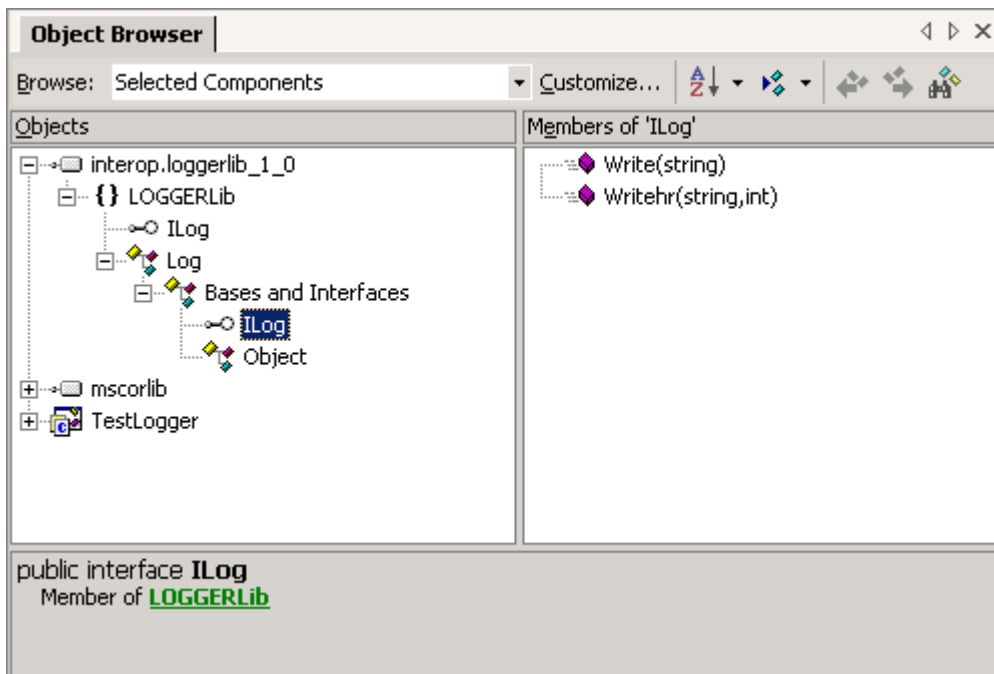 Object Browser
Browse: Selected Components Customize...
Objects
Members of 'ILog'
interop.loggerlib_1_0
{} LOGGERLib
ILog
Log
Bases and Interfaces
ILog
Object
mscorlib
TestLogger
Write(string)
Writehr(string,int)
public interface ILog
Member of LOGGERLib